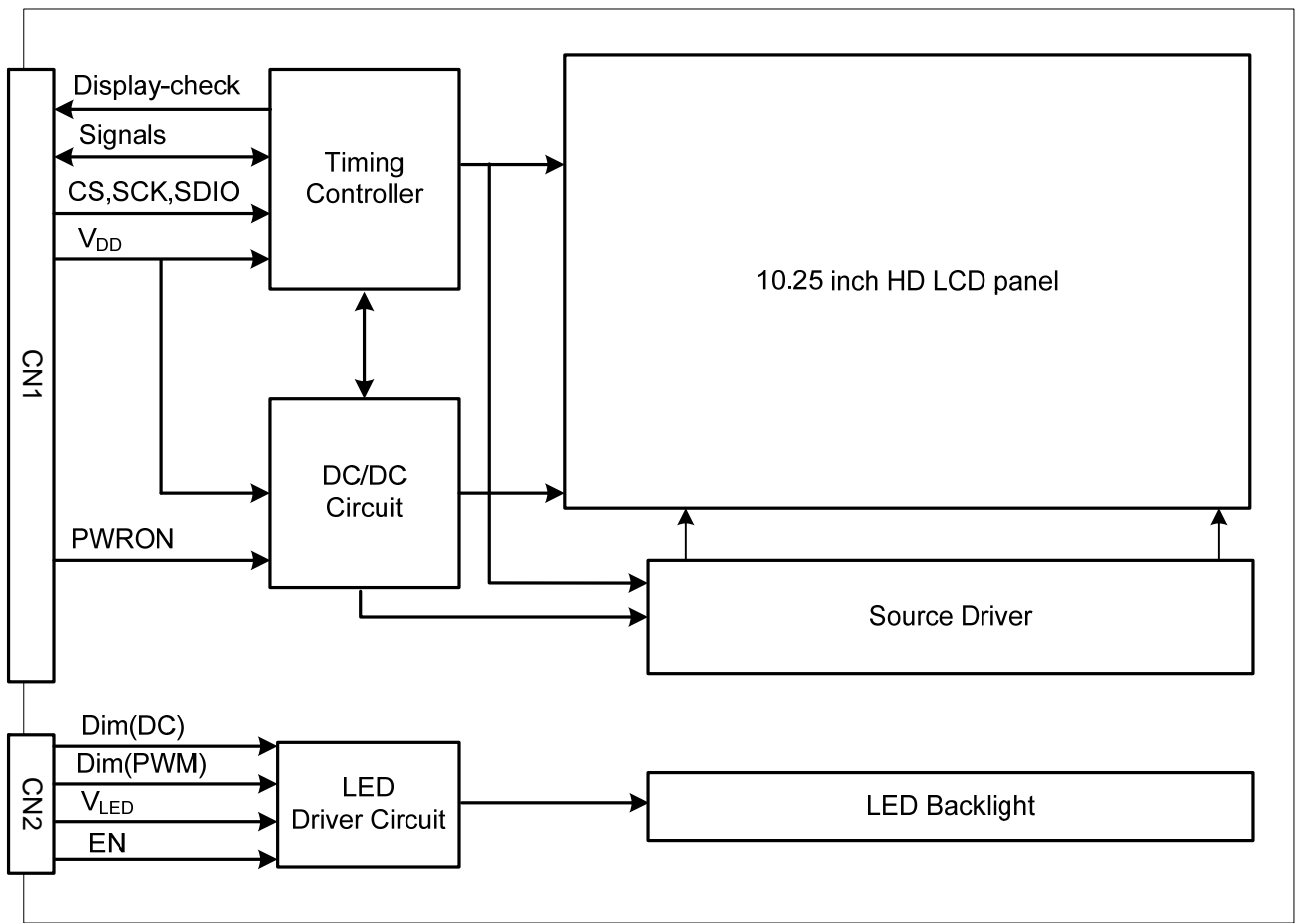 Display-check
Signals
CS,SCK,SDIO
VDD
Timing
Controller
10.25 inch HD LCD panel
CN1
DC/DC
Circuit
PWRON
Source Driver
CN2
Dim(DC)
Dim(PWM)
VLED
EN
LED
Driver Circuit
LED Backlight